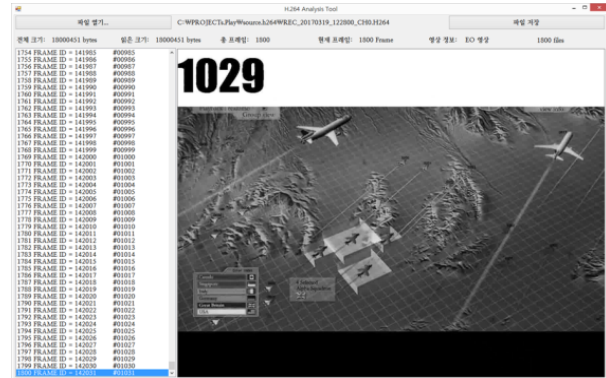 H.264 Analysis Tool
파일 열기...
C:₩PROJECTs.PlayWsource.h264₩REC_20170319_122880_CH0.H264
파일 저장
전체 크기: 18000451 bytes 읽은 크기: 18000451 bytes 총 프레임: 1800 현재 프레임: 1800 Frame 영상 정보: EO 영상 1800 files
1754 FRAME ID = 141985 #00985
1755 FRAME ID = 141986 #00986
1756 FRAME ID = 141987 #00987
1757 FRAME ID = 141988 #00988
1758 FRAME ID = 141989 #00989
1759 FRAME ID = 141990 #00990
1760 FRAME ID = 141991 #00991
1761 FRAME ID = 141992 #00992
1762 FRAME ID = 141993 #00993
1763 FRAME ID = 141994 #00994
1764 FRAME ID = 141995 #00995
1765 FRAME ID = 141996 #00996
1766 FRAME ID = 141997 #00997
1767 FRAME ID = 141998 #00998
1768 FRAME ID = 141999 #00999
1769 FRAME ID = 142000 #01000
1770 FRAME ID = 142001 #01001
1771 FRAME ID = 142002 #01002
1772 FRAME ID = 142003 #01003
1773 FRAME ID = 142004 #01004
1774 FRAME ID = 142005 #01005
1775 FRAME ID = 142006 #01006
1776 FRAME ID = 142007 #01007
1777 FRAME ID = 142008 #01008
1778 FRAME ID = 142009 #01009
1779 FRAME ID = 142010 #01010
1780 FRAME ID = 142011 #01011
1781 FRAME ID = 142012 #01012
1782 FRAME ID = 142013 #01013
1783 FRAME ID = 142014 #01014
1784 FRAME ID = 142015 #01015
1785 FRAME ID = 142016 #01016
1786 FRAME ID = 142017 #01017
1787 FRAME ID = 142018 #01018
1788 FRAME ID = 142019 #01019
1789 FRAME ID = 142020 #01020
1790 FRAME ID = 142021 #01021
1791 FRAME ID = 142022 #01022
1792 FRAME ID = 142023 #01023
1793 FRAME ID = 142024 #01024
1794 FRAME ID = 142025 #01025
1795 FRAME ID = 142026 #01026
1796 FRAME ID = 142027 #01027
1797 FRAME ID = 142028 #01028
1798 FRAME ID = 142029 #01029
1799 FRAME ID = 142030 #01030
1800 FRAME ID = 142031 #01031
1029
Group view
Canada
Singapore
Italy
Germany
Great Britain
USA